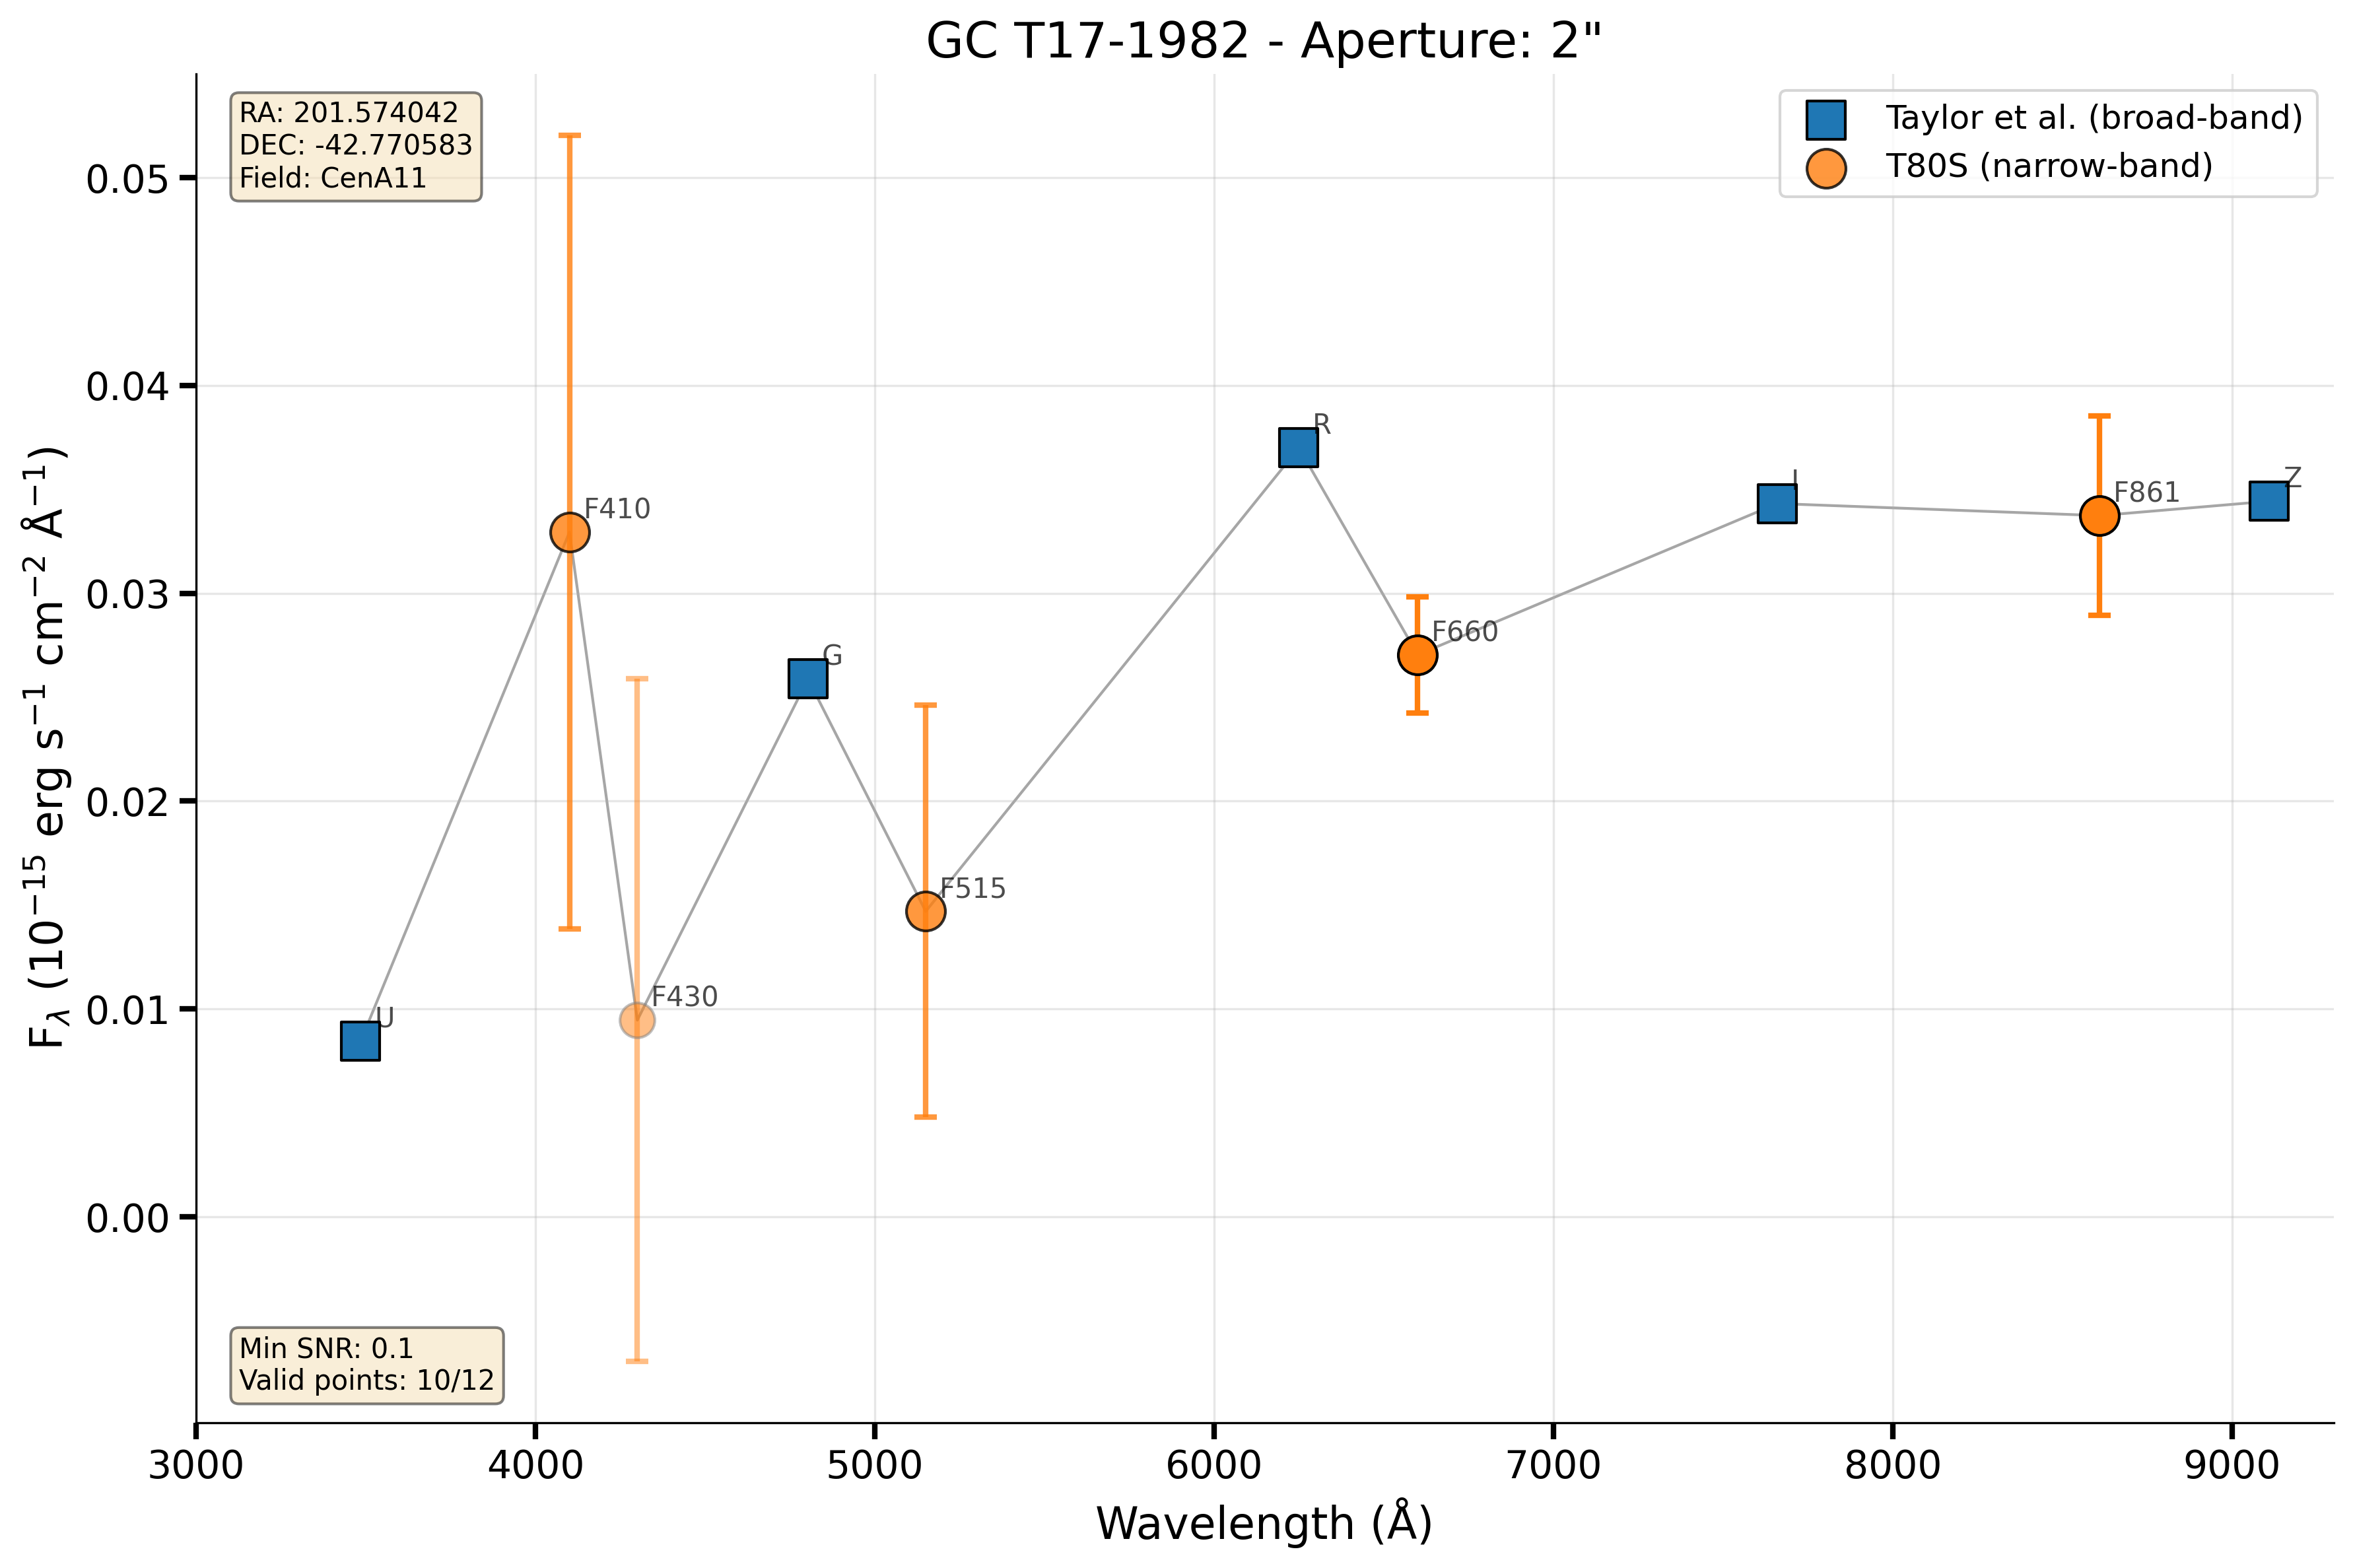 GC T17-1982 - Aperture: 2"
RA: 201.574042
DEC: -42.770583
Field: CenA11
Taylor et al. (broad-band)
T80S (narrow-band)
0.05
0.04
0.03
0.02
0.01
0.00
F410
R
I
F861
Z
F660
G
F515
F430
U
Fλ (10⁻¹⁵ erg s⁻¹ cm⁻² Å⁻¹)
Min SNR: 0.1
Valid points: 10/12
3000 4000 5000 6000 7000 8000 9000
Wavelength (Å)